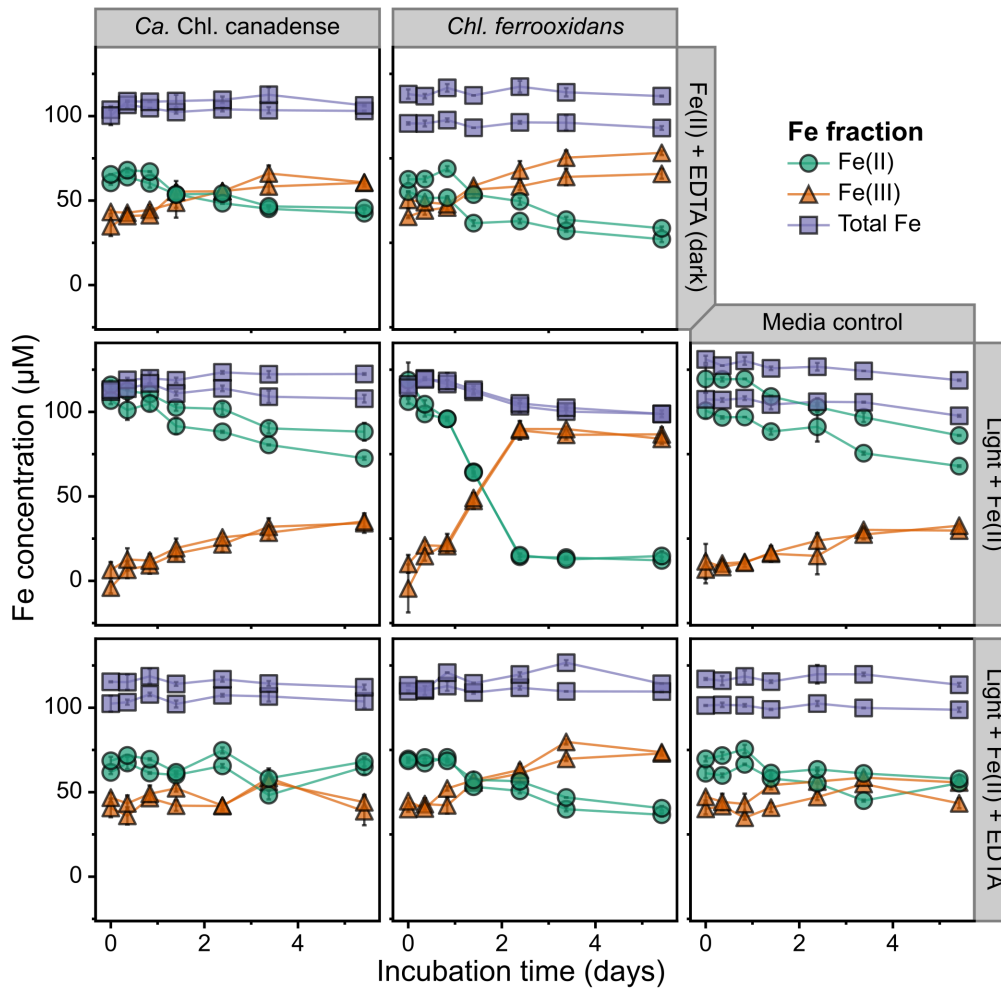 Ca. Chl. canadense
Chl. ferrooxidans
Fe(II) + EDTA (dark)
Fe fraction
Fe(II)
Fe(III)
Total Fe
Media control
Light + Fe(II)
Light + Fe(II) + EDTA
Fe concentration (µM)
100
50
0
100
50
0
100
50
0
0
2
4
0
2
4
0
2
4
Incubation time (days)